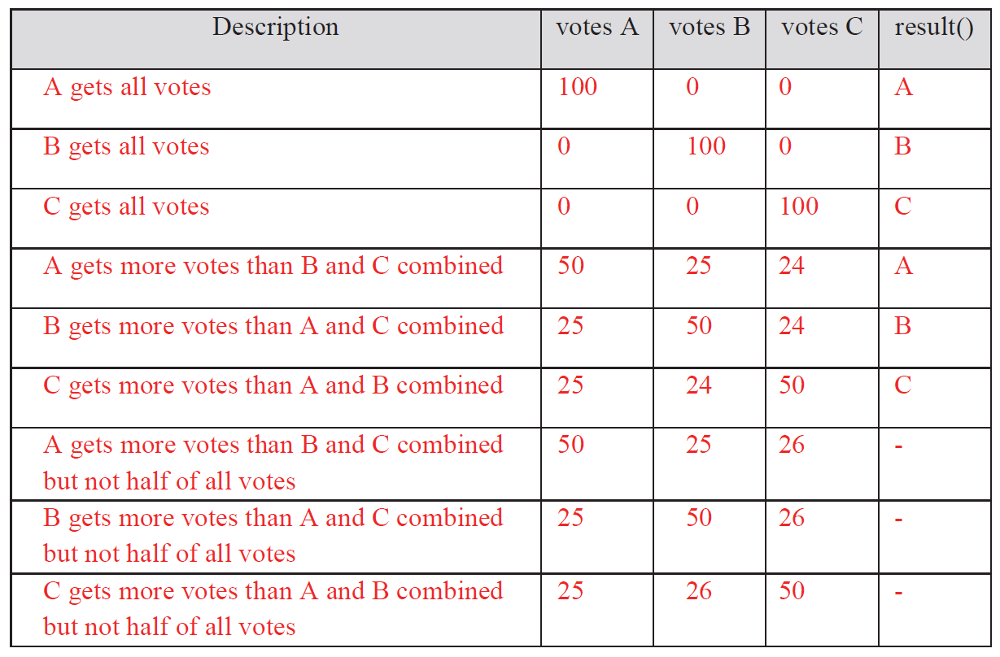 Description votes A votes B votes C result()
A gets all votes 100 0 0 A
B gets all votes 0 100 0 B
C gets all votes 0 0 100 C
A gets more votes than B and C combined 50 25 24 A
B gets more votes than A and C combined 25 50 24 B
C gets more votes than A and B combined 25 24 50 C
A gets more votes than B and C combined 50 25 26 -
but not half of all votes
B gets more votes than A and C combined 25 50 26 -
but not half of all votes
C gets more votes than A and B combined 25 26 50 -
but not half of all votes